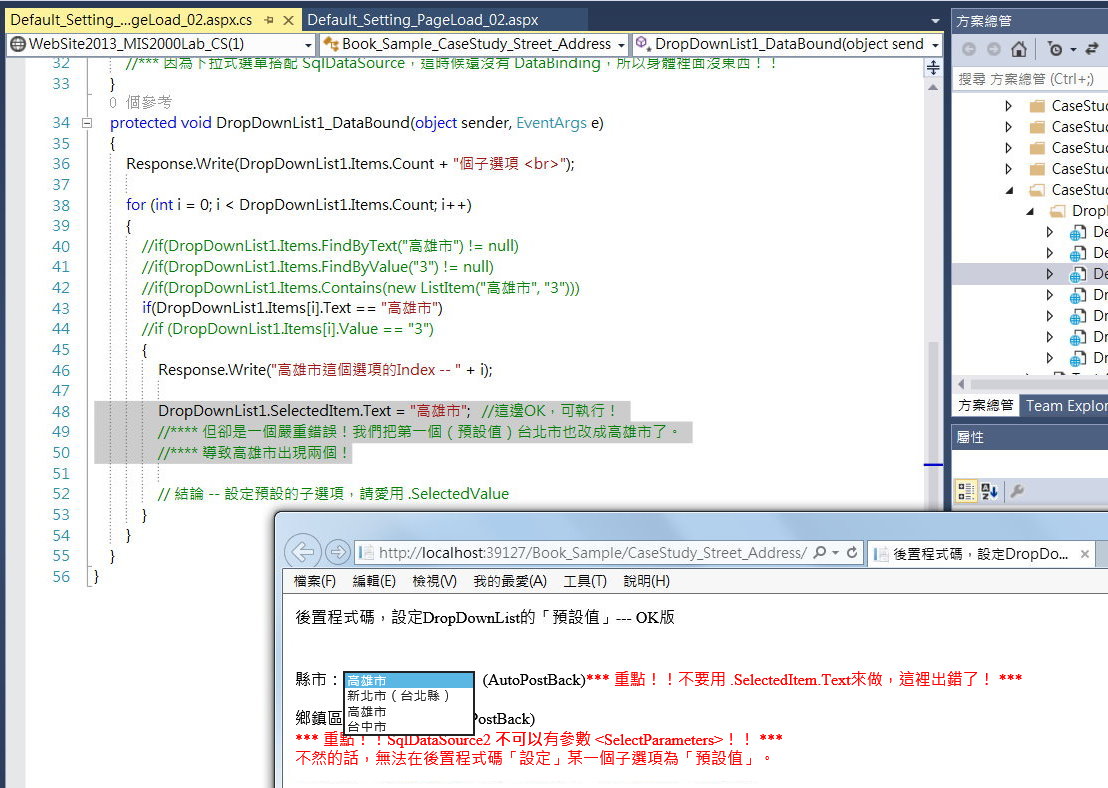 Default_Setting_...geLoad_02.aspx.cs
Default_Setting_PageLoad_02.aspx
方案總管
WebSite2013_MIS2000Lab_CS(1)
Book_Sample_CaseStudy_Street_Address
DropDownList1_DataBound(object send
搜尋 方案總管 (Ctrl+;)
32 //*** 因為下拉式選單搭配 SqlDataSource，這時候還沒有 DataBinding，所以身體裡面沒東西！！
33 }
0 個參考
34 protected void DropDownList1_DataBound(object sender, EventArgs e)
35 {
36 Response.Write(DropDownList1.Items.Count + "個子選項 <br>");
37
38 for (int i = 0; i < DropDownList1.Items.Count; i++)
39 {
40 //if(DropDownList1.Items.FindByText("高雄市") != null)
41 //if(DropDownList1.Items.FindByValue("3") != null)
42 //if(DropDownList1.Items.Contains(new ListItem("高雄市", "3")))
43 if(DropDownList1.Items[i].Text == "高雄市")
44 //if (DropDownList1.Items[i].Value == "3")
45 {
46 Response.Write("高雄市這個選項的Index -- " + i);
47
48 DropDownList1.SelectedItem.Text = "高雄市"; //這邊OK，可執行！
49 //**** 但卻是一個嚴重錯誤！我們把第一個（預設值）台北市也改成高雄市了。
50 //**** 導致高雄市出現兩個！
51
52 // 結論 -- 設定預設的子選項，請愛用 .SelectedValue
53 }
54 }
55 }
56 }
CaseStu
CaseStu
CaseStu
CaseStu
CaseStu
Drop
De
De
De
Dr
Dr
Dr
Dr
方案總管
Team Explor
屬性
http://localhost:39127/Book_Sample/CaseStudy_Street_Address/
後置程式碼，設定DropDo...
檔案(F) 編輯(E) 檢視(V) 我的最愛(A) 工具(T) 說明(H)
後置程式碼，設定DropDownList的「預設值」--- OK版
縣市：
高雄市
(AutoPostBack)*** 重點！！不要用 .SelectedItem.Text來做，這裡出錯了！ ***
新北市（台北縣）
高雄市
台中市
鄉鎮區
PostBack)
*** 重點！！SqlDataSource2 不可以有參數 <SelectParameters>！！ ***
不然的話，無法在後置程式碼「設定」某一個子選項為「預設值」。